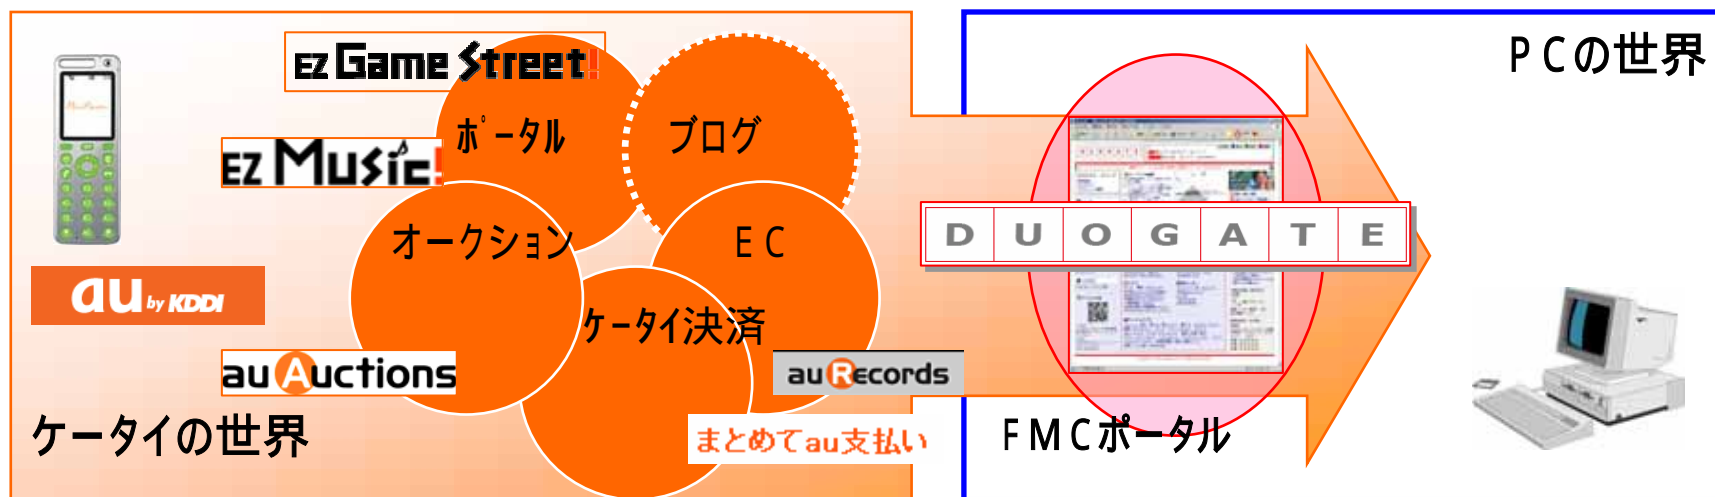 EZ Game Street!
ポータル
ブログ
EZ Music!
オークション
EC
au by KDDI
ケータイ決済
au Auctions
au Records
まとめてau支払い
ケータイの世界
PCの世界
DUOGATE
FMCポータル